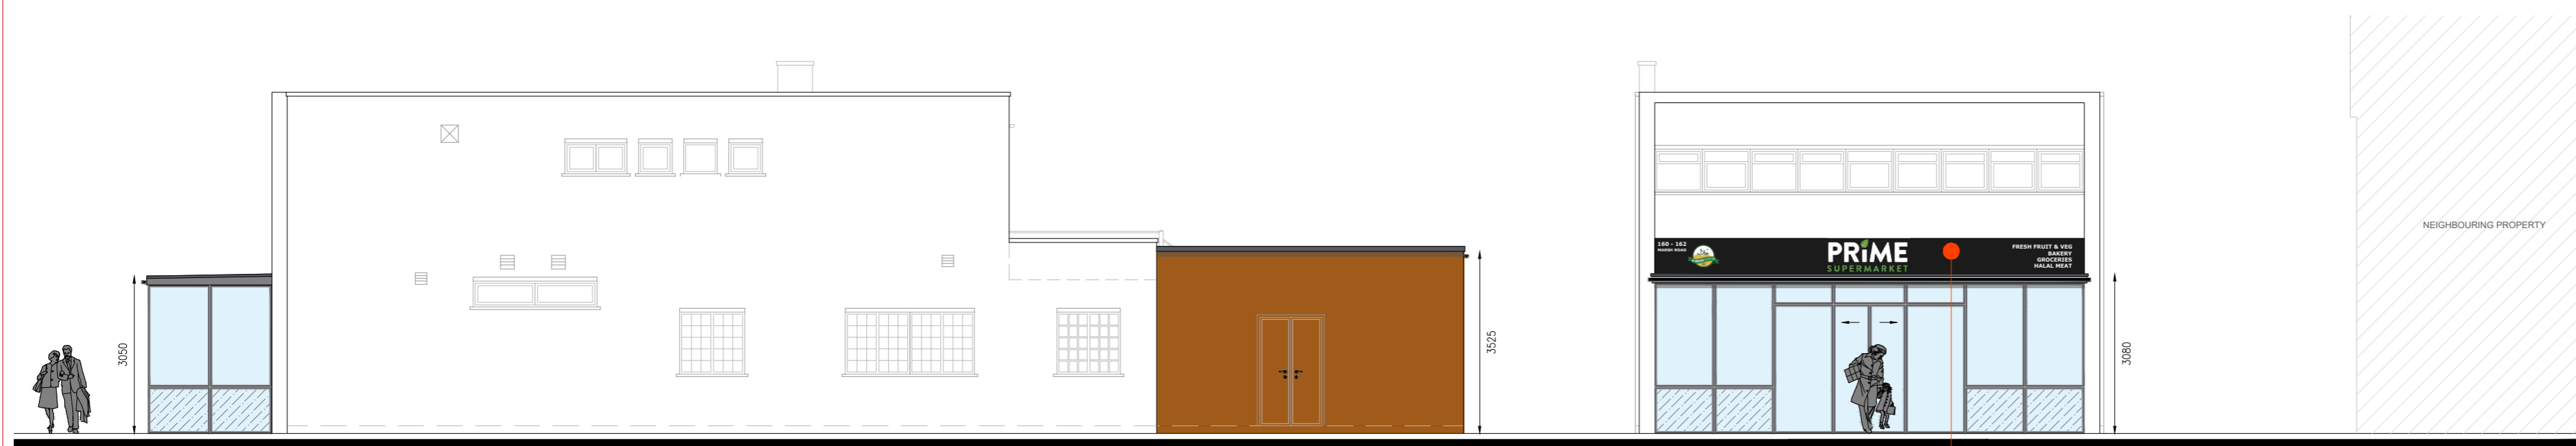 3050
3525
160 - 162
MARSH ROAD
PRiME
SUPERMARKET
FRESH FRUIT & VEG
BAKERY
GROCERIES
HALAL MEAT
3080
NEIGHBOURING PROPERTY